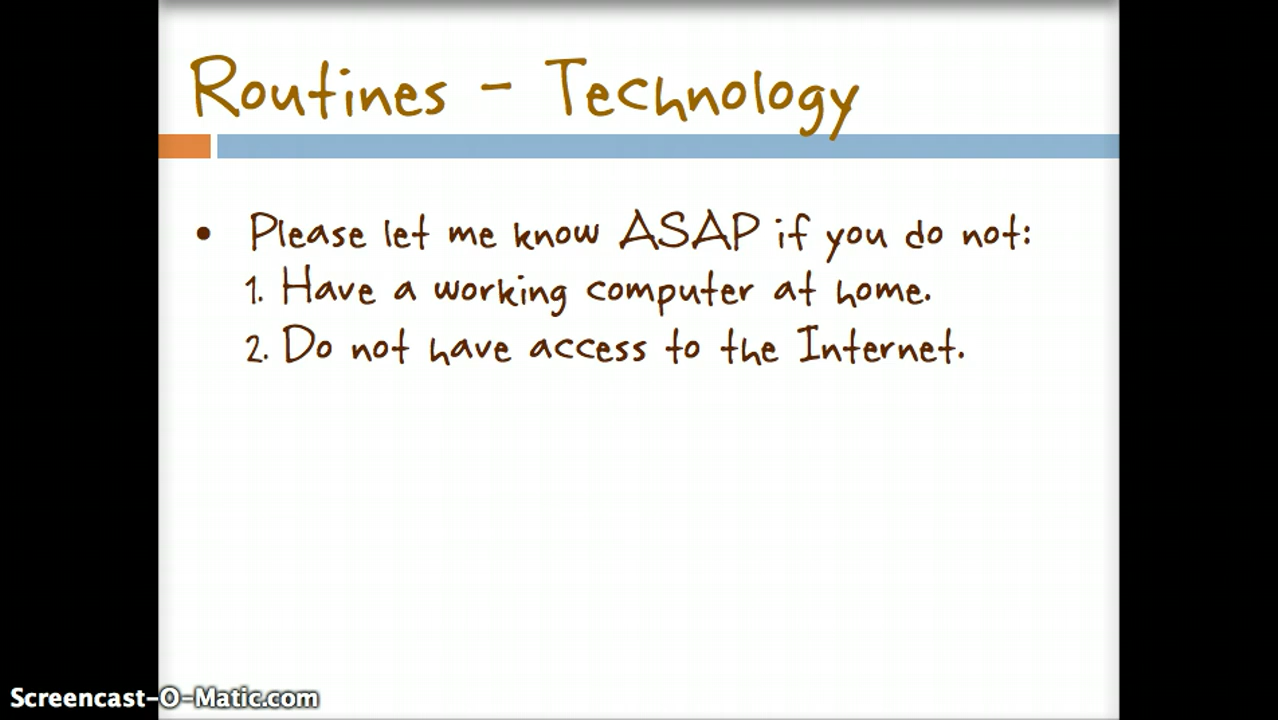 Routines - Technology
• Please let me know ASAP if you do not:
1. Have a working computer at home.
2. Do not have access to the Internet.
Screencast-O-Matic.com